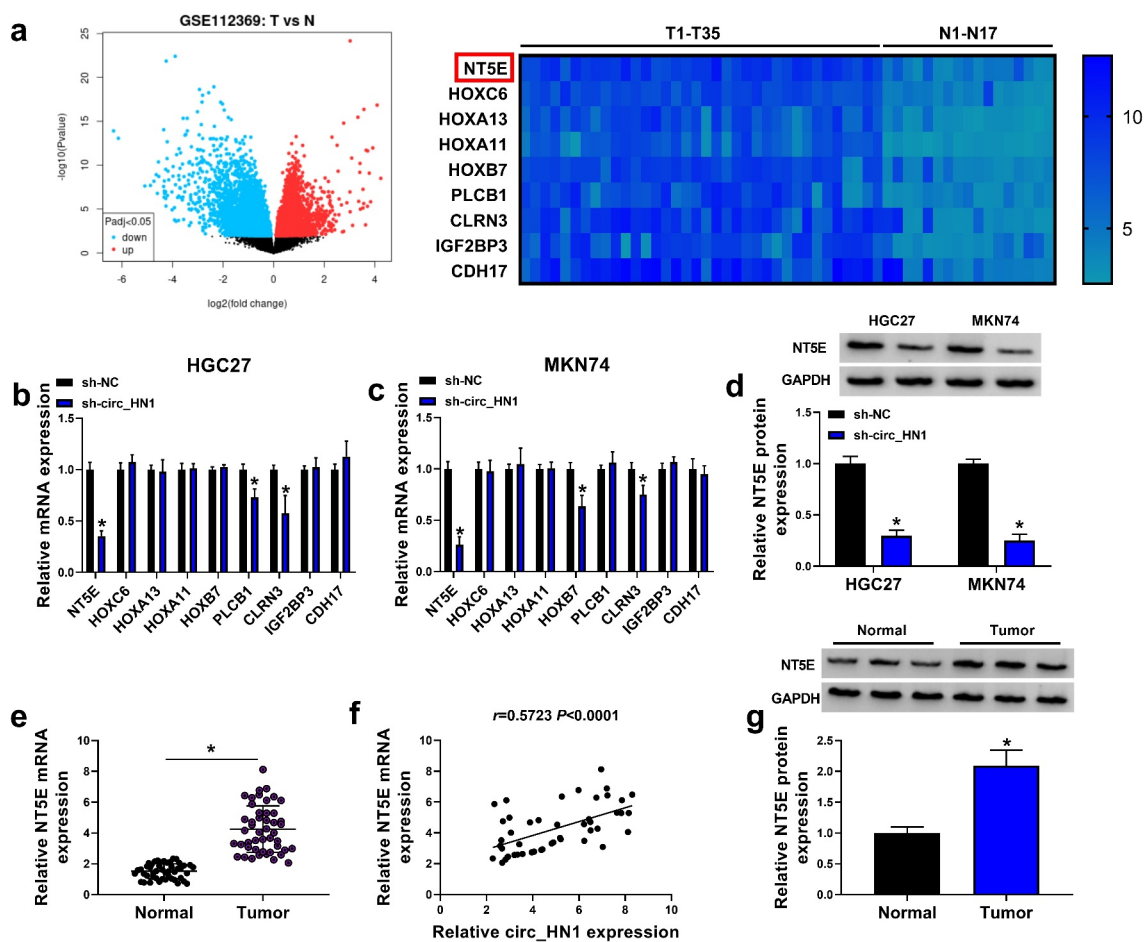 a
GSE112369: T vs N
-log10(Pvalue)
25
20
15
10
5
0
Padj<0.05
down
up
-6 -4 -2 0 2 4
log2(fold change)
T1-T35 N1-N17
NT5E
HOXC6
HOXA13
HOXA11
HOXB7
PLCB1
CLRN3
IGF2BP3
CDH17
10
5
b
HGC27
sh-NC
sh-circ_HN1
Relative mRNA expression
1.5
1.0
0.5
0.0
* * *
NT5E HOXC6 HOXA13 HOXA11 HOXB7 PLCB1 CLRN3 IGF2BP3 CDH17
c
MKN74
sh-NC
sh-circ_HN1
Relative mRNA expression
1.5
1.0
0.5
0.0
* * *
NT5E HOXC6 HOXA13 HOXA11 HOXB7 PLCB1 CLRN3 IGF2BP3 CDH17
HGC27 MKN74
NT5E
GAPDH
d
sh-NC
sh-circ_HN1
Relative NT5E protein
expression
1.5
1.0
0.5
0.0
* *
HGC27 MKN74
e
Relative NT5E mRNA
expression
10
8
6
4
2
0
*
Normal Tumor
f
r=0.5723 P<0.0001
Relative NT5E mRNA
expression
10
8
6
4
2
0
0 2 4 6 8 10
Relative circ_HN1 expression
Normal Tumor
NT5E
GAPDH
g
Relative NT5E protein
expression
2.5
2.0
1.5
1.0
0.5
0.0
*
Normal Tumor